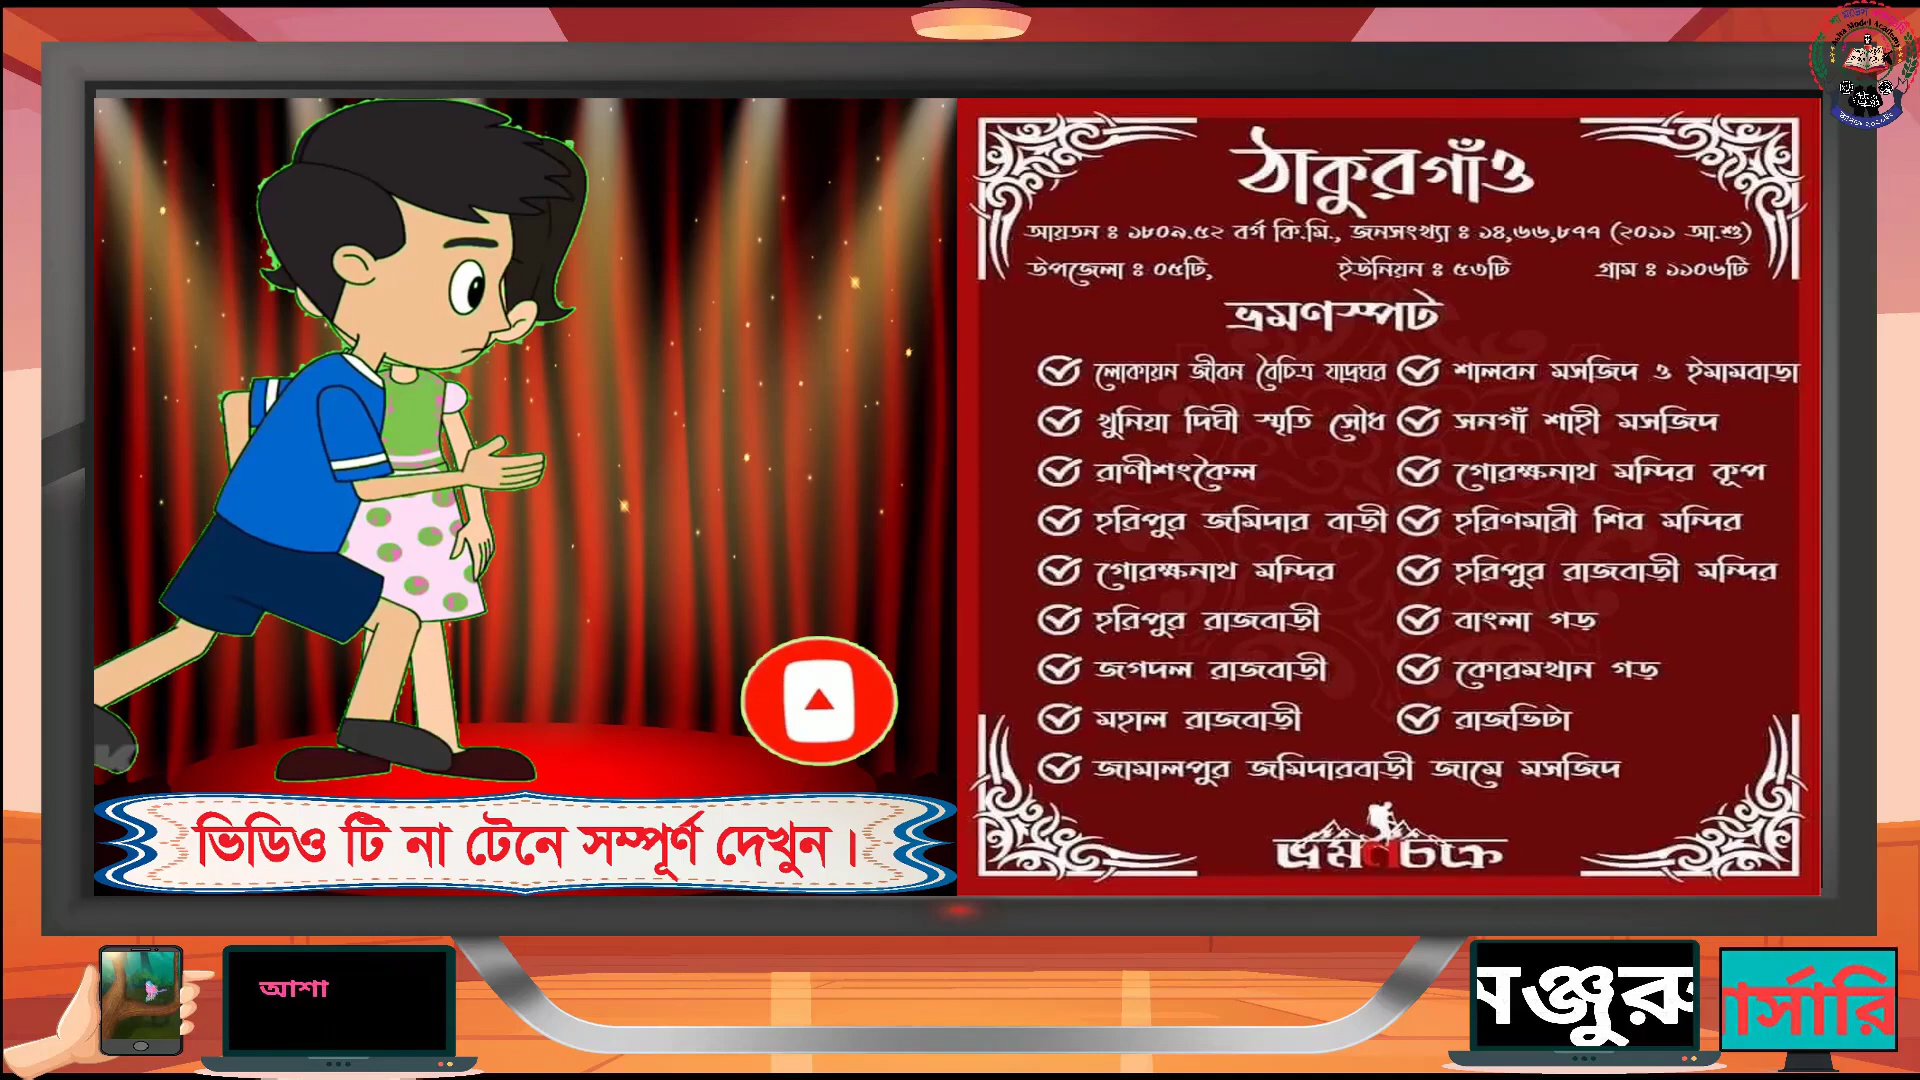 ঠাকুরগাঁও
আয়তন ঃ ১৮০৯.৫২ বর্গ কি.মি., জনসংখ্যা ঃ ১৪,৬৬,৮৭৭ (২০১১ আ.শু)
উপজেলা ঃ ০৫টি, ইউনিয়ন ঃ ৫৩টি গ্রাম ঃ ১১০৬টি
ভ্রমণস্পট
লোকায়ন জীবন বৈচিত্র যাদুঘর শালবন মসজিদ ও ইমামবাড়া
খুনিয়া দিঘী স্মৃতি সৌধ সনগাঁ শাহী মসজিদ
রাণীশংকৈল গোরক্ষনাথ মন্দির কূপ
হরিপুর জমিদার বাড়ী হরিণমারী শিব মন্দির
গোরক্ষনাথ মন্দির হরিপুর রাজবাড়ী মন্দির
হরিপুর রাজবাড়ী বাংলা গড়
জগদল রাজবাড়ী কোরমখান গড়
মহাল রাজবাড়ী রাজভিটা
জামালপুর জমিদারবাড়ী জামে মসজিদ
ভ্রমণচক্র
ভিডিও টি না টেনে সম্পূর্ণ দেখুন।
আশা